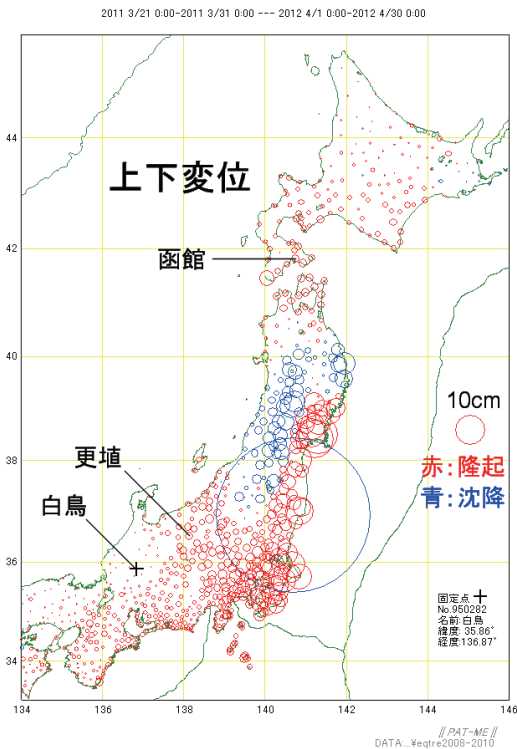 2011 3/21 0:00-2011 3/31 0:00 --- 2012 4/1 0:00-2012 4/30 0:00
44
上下変位
函館
42
40
10cm
赤:隆起
青:沈降
38
更埴
白鳥
36
固定点
No.950282
名前:白鳥
緯度: 35.86°
経度:136.87°
34
134 136 138 140 142 144 146
//PAT-ME//
DATA:...¥eqtre2008-2010